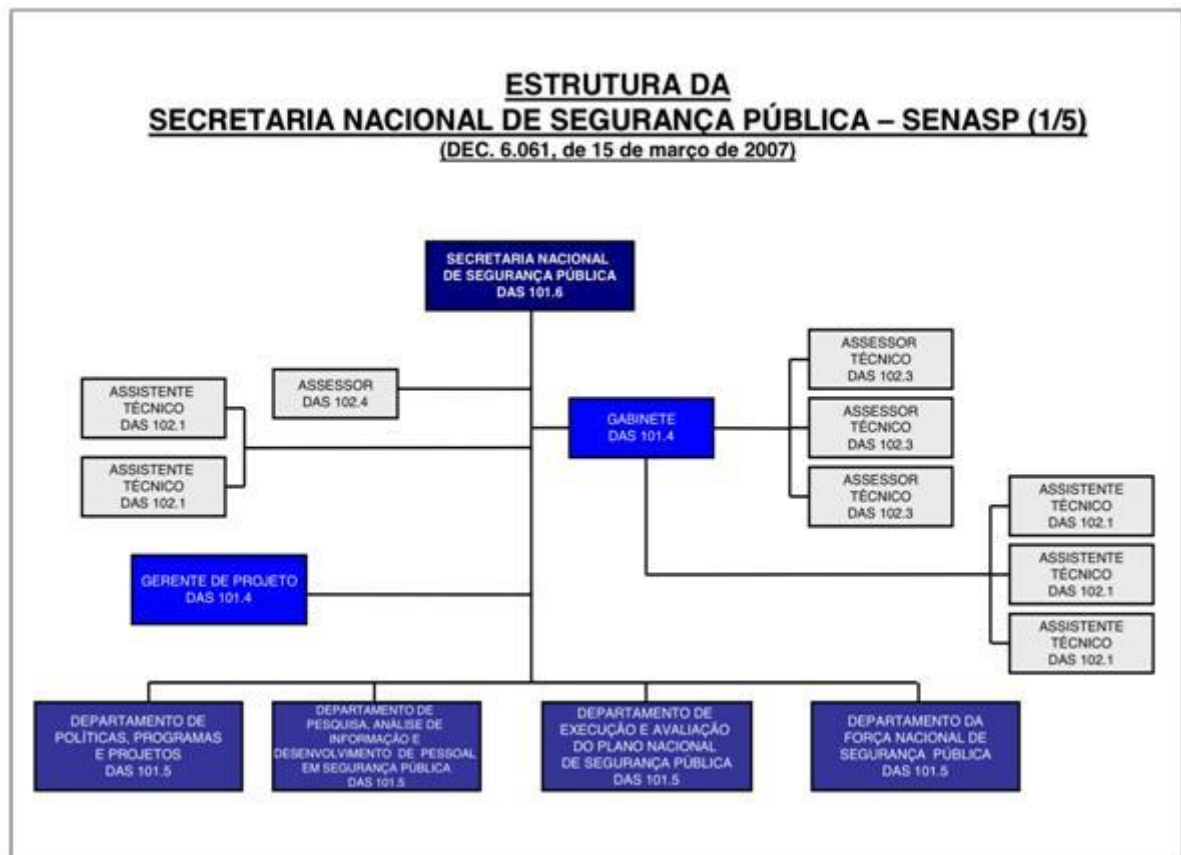 ESTRUTURA DA
SECRETARIA NACIONAL DE SEGURANÇA PÚBLICA – SENASP (1/5)
(DEC. 6.061, de 15 de março de 2007)
SECRETARIA NACIONAL
DE SEGURANÇA PÚBLICA
DAS 101.6
ASSISTENTE
TÉCNICO
DAS 102.1
ASSISTENTE
TÉCNICO
DAS 102.1
ASSESSOR
DAS 102.4
GABINETE
DAS 101.4
ASSESSOR
TÉCNICO
DAS 102.3
ASSESSOR
TÉCNICO
DAS 102.3
ASSESSOR
TÉCNICO
DAS 102.3
ASSISTENTE
TÉCNICO
DAS 102.1
ASSISTENTE
TÉCNICO
DAS 102.1
ASSISTENTE
TÉCNICO
DAS 102.1
GERENTE DE PROJETO
DAS 101.4
DEPARTAMENTO DE
POLÍTICAS, PROGRAMAS
E PROJETOS
DAS 101.5
DEPARTAMENTO DE
PESQUISA, ANÁLISE DE
INFORMAÇÃO E
DESENVOLVIMENTO DE PESSOAL
EM SEGURANÇA PÚBLICA
DAS 101.5
DEPARTAMENTO DE
EXECUÇÃO E AVALIAÇÃO
DO PLANO NACIONAL
DE SEGURANÇA PÚBLICA
DAS 101.5
DEPARTAMENTO DA
FORÇA NACIONAL DE
SEGURANÇA PÚBLICA
DAS 101.5